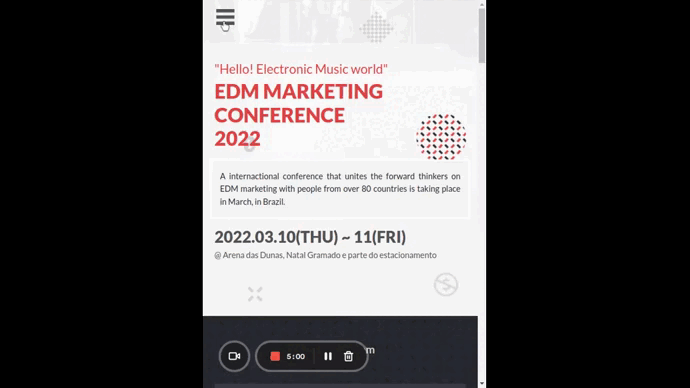 "Hello! Electronic Music world"
EDM MARKETING
CONFERENCE
2022
A internactional conference that unites the forward thinkers on
EDM marketing with people from over 80 countries is taking place
in March, in Brazil.
2022.03.10(THU) ~ 11(FRI)
@ Arena das Dunas, Natal Gramado e parte do estacionamento
5:00